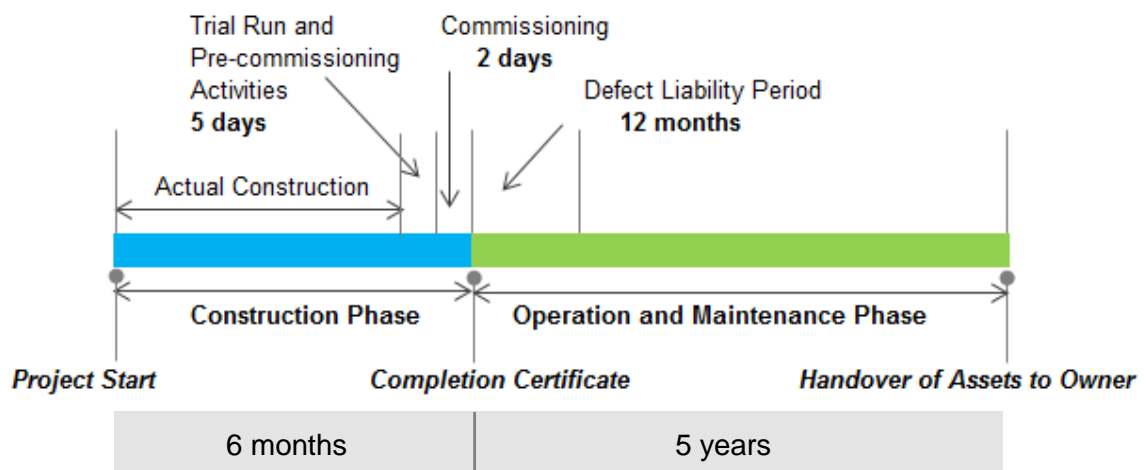 Trial Run and
Pre-commissioning
Activities
5 days
Commissioning
2 days
Defect Liability Period
12 months
Actual Construction
Construction Phase
Operation and Maintenance Phase
Project Start
Completion Certificate
Handover of Assets to Owner
6 months
5 years